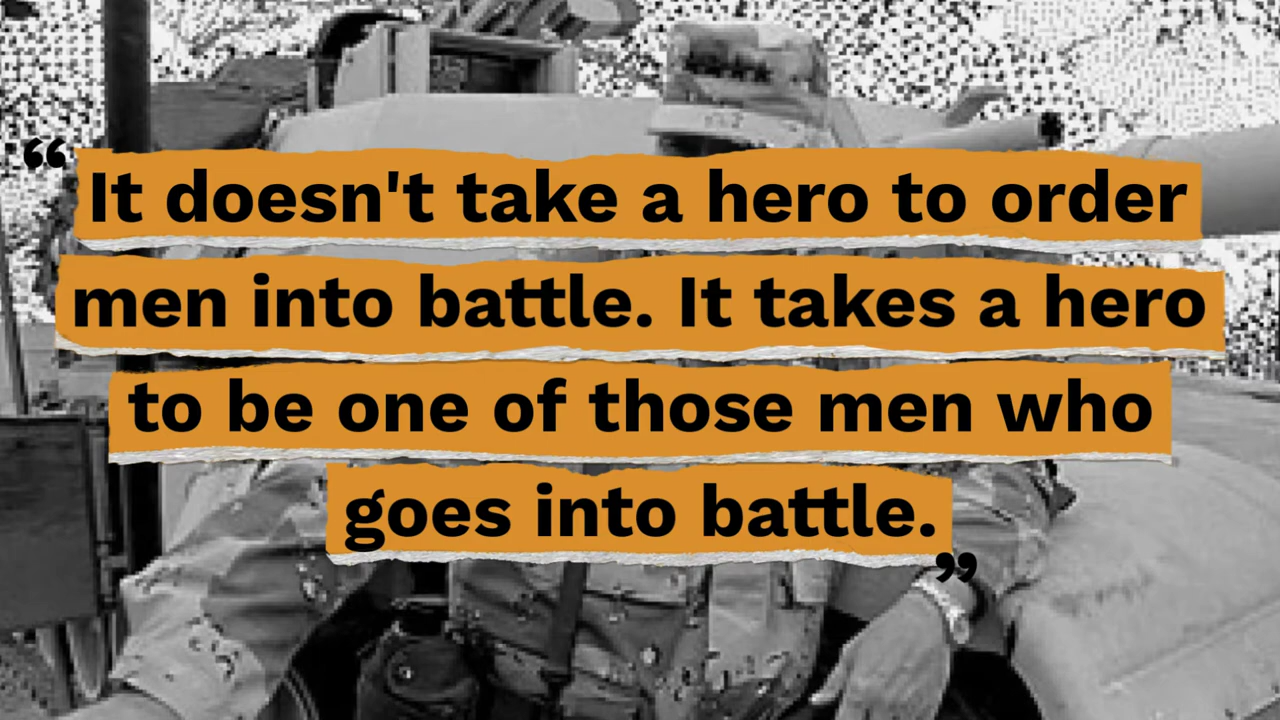 “It doesn't take a hero to order
men into battle. It takes a hero
to be one of those men who
goes into battle.”